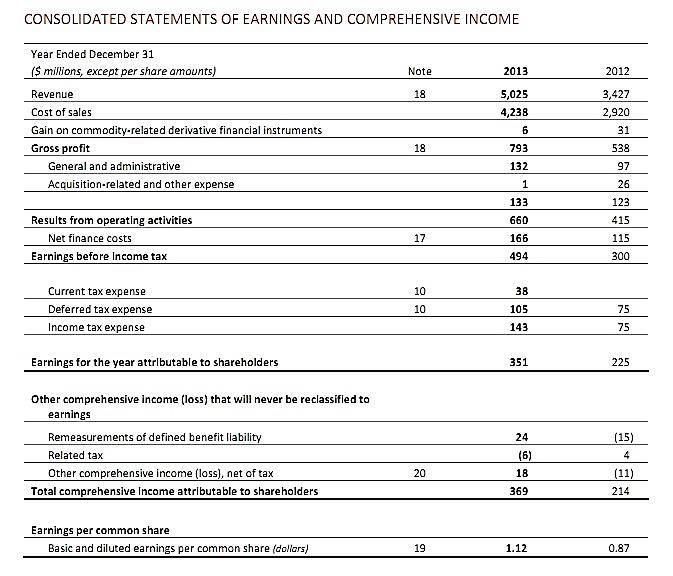 CONSOLIDATED STATEMENTS OF EARNINGS AND COMPREHENSIVE INCOME
Year Ended December 31
($ millions, except per share amounts) Note 2013 2012
Revenue 18 5,025 3,427
Cost of sales 4,238 2,920
Gain on commodity-related derivative financial instruments 6 31
Gross profit 18 793 538
General and administrative 132 97
Acquisition-related and other expense 1 26
133 123
Results from operating activities 660 415
Net finance costs 17 166 115
Earnings before income tax 494 300
Current tax expense 10 38
Deferred tax expense 10 105 75
Income tax expense 143 75
Earnings for the year attributable to shareholders 351 225
Other comprehensive income (loss) that will never be reclassified to
earnings
Remeasurements of defined benefit liability 24 (15)
Related tax (6) 4
Other comprehensive income (loss), net of tax 20 18 (11)
Total comprehensive income attributable to shareholders 369 214
Earnings per common share
Basic and diluted earnings per common share (dollars) 19 1.12 0.87